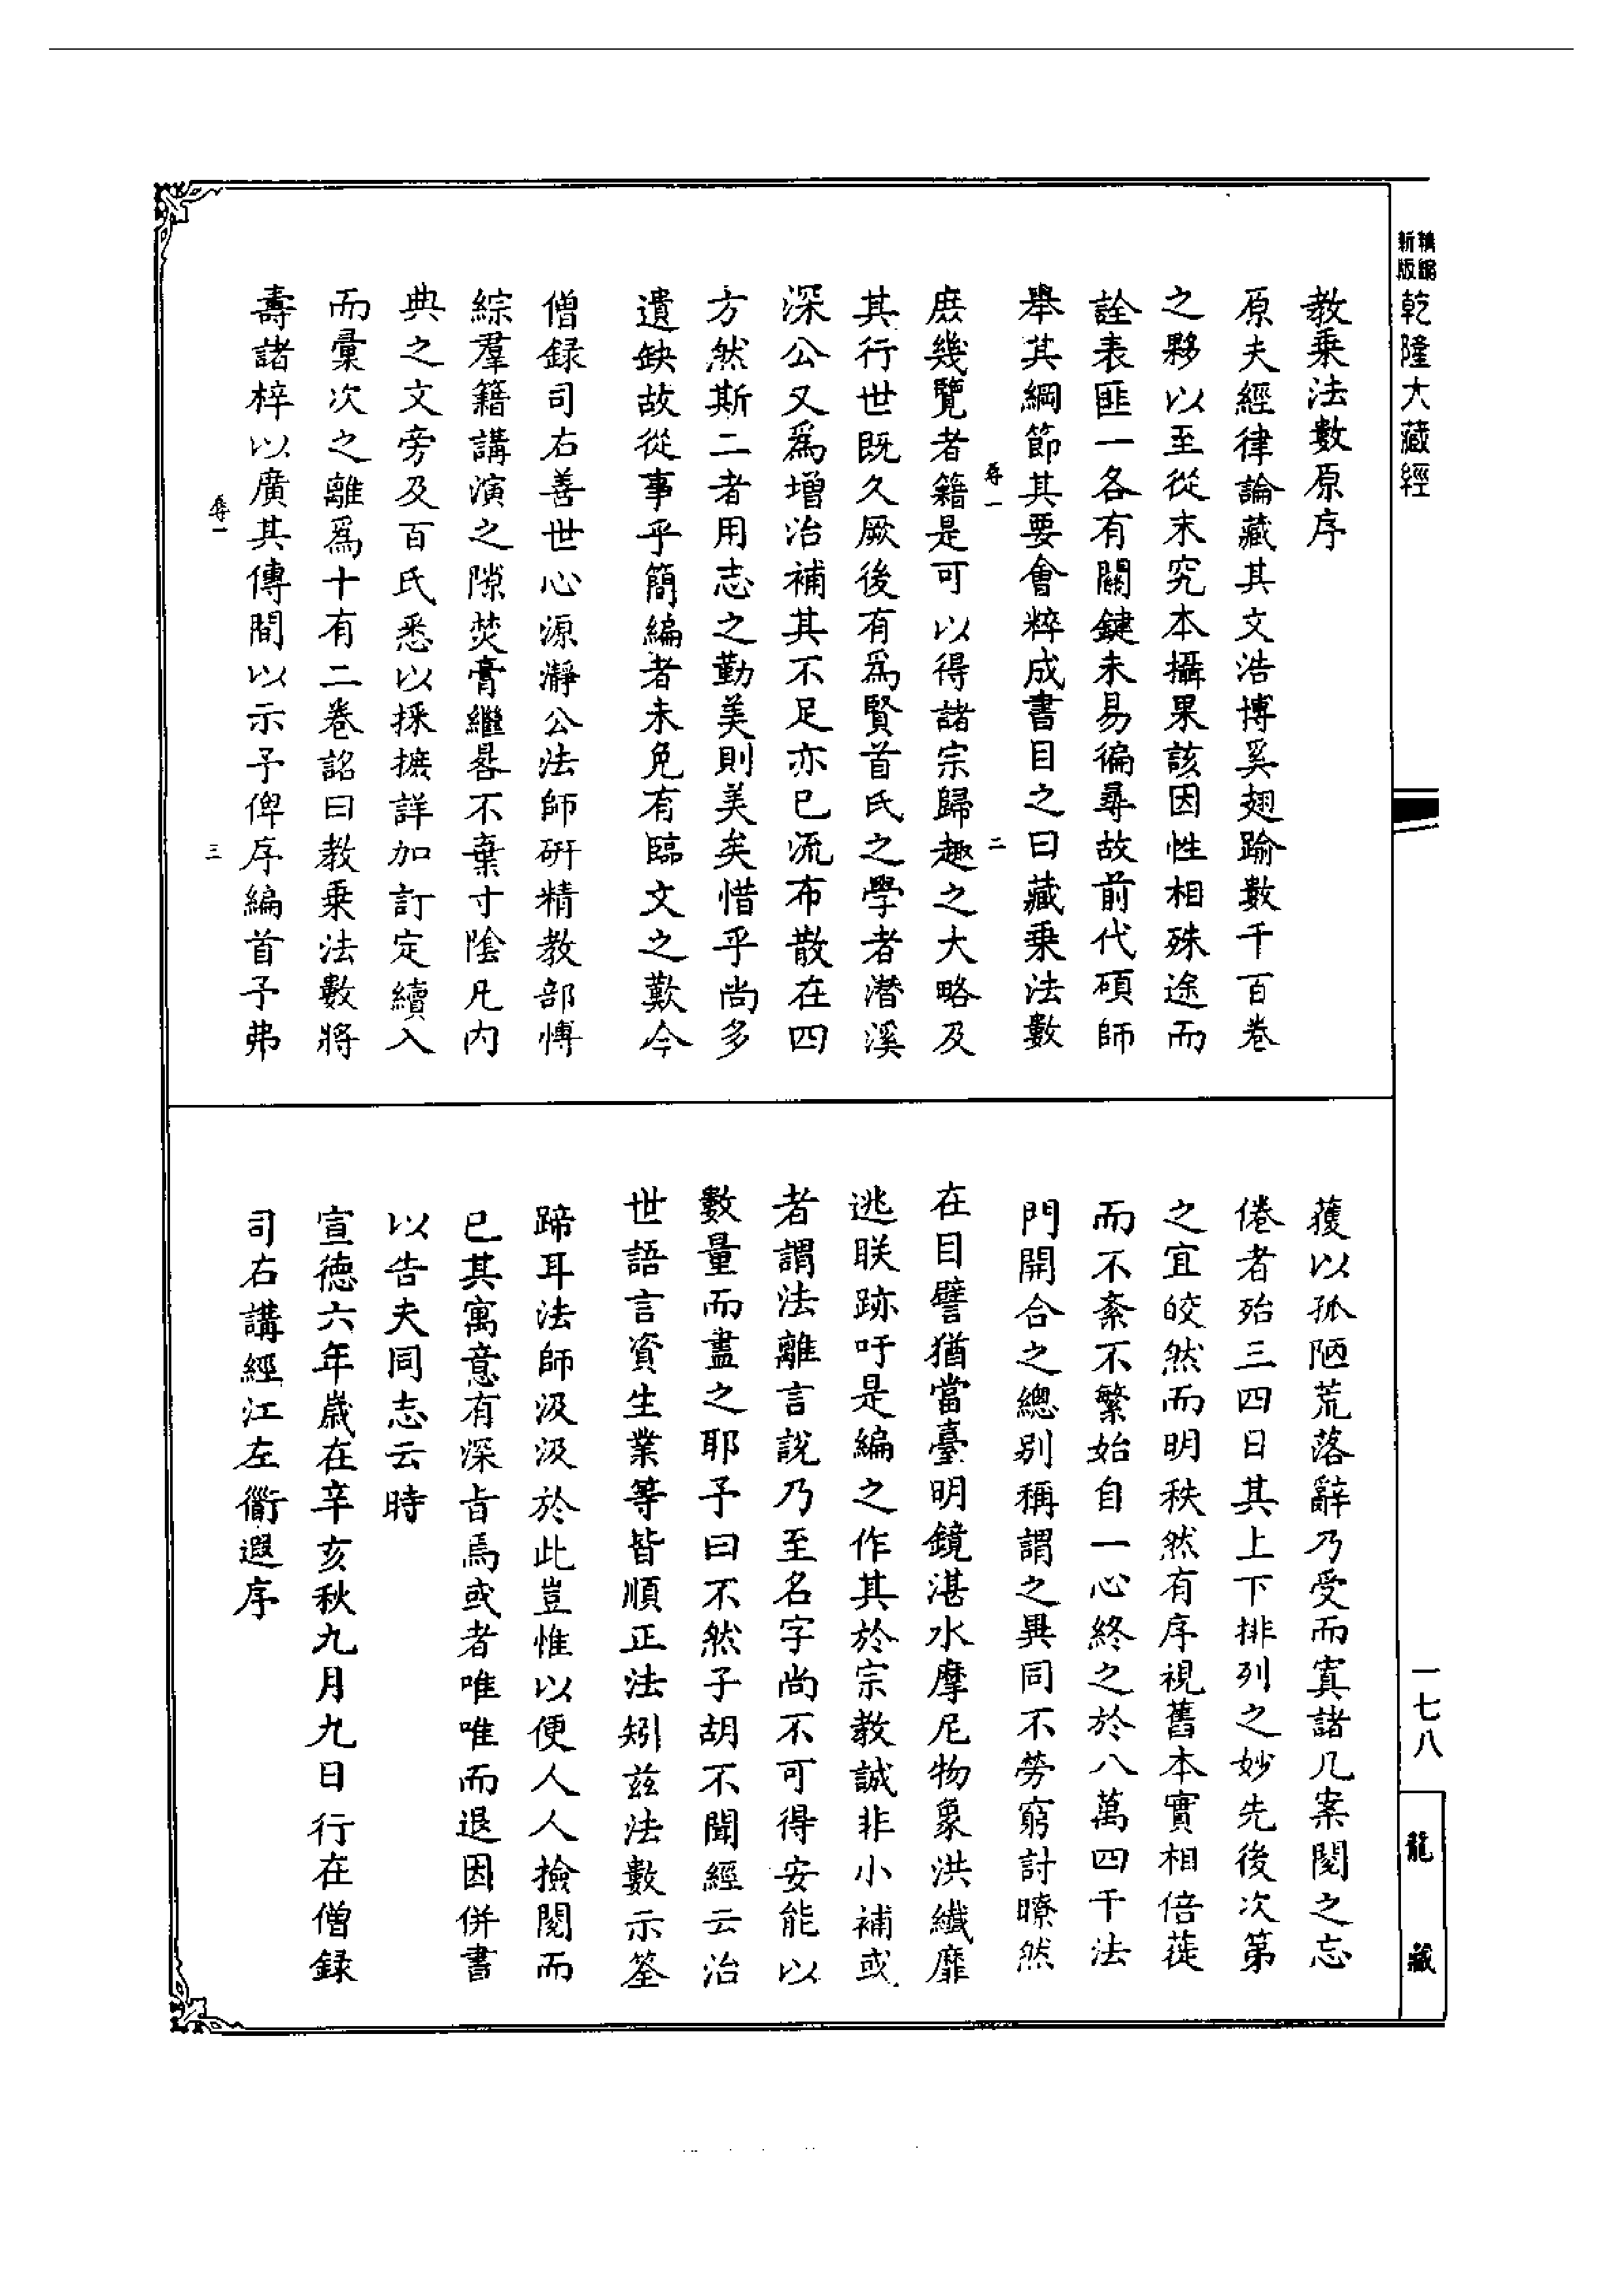 新編
新版
乾隆大藏經
教乗法數原序
原夫經律論藏其文浩博奚翅踰數千百卷
之夥以至從末究本攝果該因性相殊途而
詮表匪一各有關鍵未易徧尋故前代碩師
舉其綱節其要會粹成書目之曰藏乗法數
庶幾覽者籍是可以得諸宗歸趣之大略及
其行世既久厥後有爲賢首氏之學者潛溪
深公又爲增治補其不足亦已流布散在四
方然斯二者用志之勤美則美矣惜乎尚多
遺缺故從事乎簡編者未免有臨文之歎今
僧録司右善世心源瀞公法師硏精教部愽
綜羣籍講演之隙焚膏繼晷不棄寸隂凡内
典之文旁及百氏悉以採摭詳加訂定續入
而彙次之離爲十有二卷詺曰教乗法數將
壽諸梓以廣其傳間以示予俾序編首予弗
二
三
獲以孤陋荒落辭乃受而寘諸几案閱之忘
倦者殆三四日其上下排列之妙先後次第
之宜皎然而明秩然有序視舊本實相倍蓰
而不紊不繁始自一心終之於八萬四千法
門開合之總別稱謂之異同不勞窮討瞭然
在目譬猶當臺明鏡湛水摩尼物象洪纖靡
逃朕跡吁是編之作其於宗教誠非小補或
者謂法離言說乃至名字尚不可得安能以
數量而盡之耶予曰不然子胡不聞經云治
世語言資生業等皆順正法矧兹法數示筌
蹄耳法師汲汲於此豈惟以便人人撿閱而
已其寓意有深旨焉或者唯唯而退因併書
以告夫同志云時
宣德六年歲在辛亥秋九月九日行在僧録
司右講經江左衜遐序
一七八
龍藏